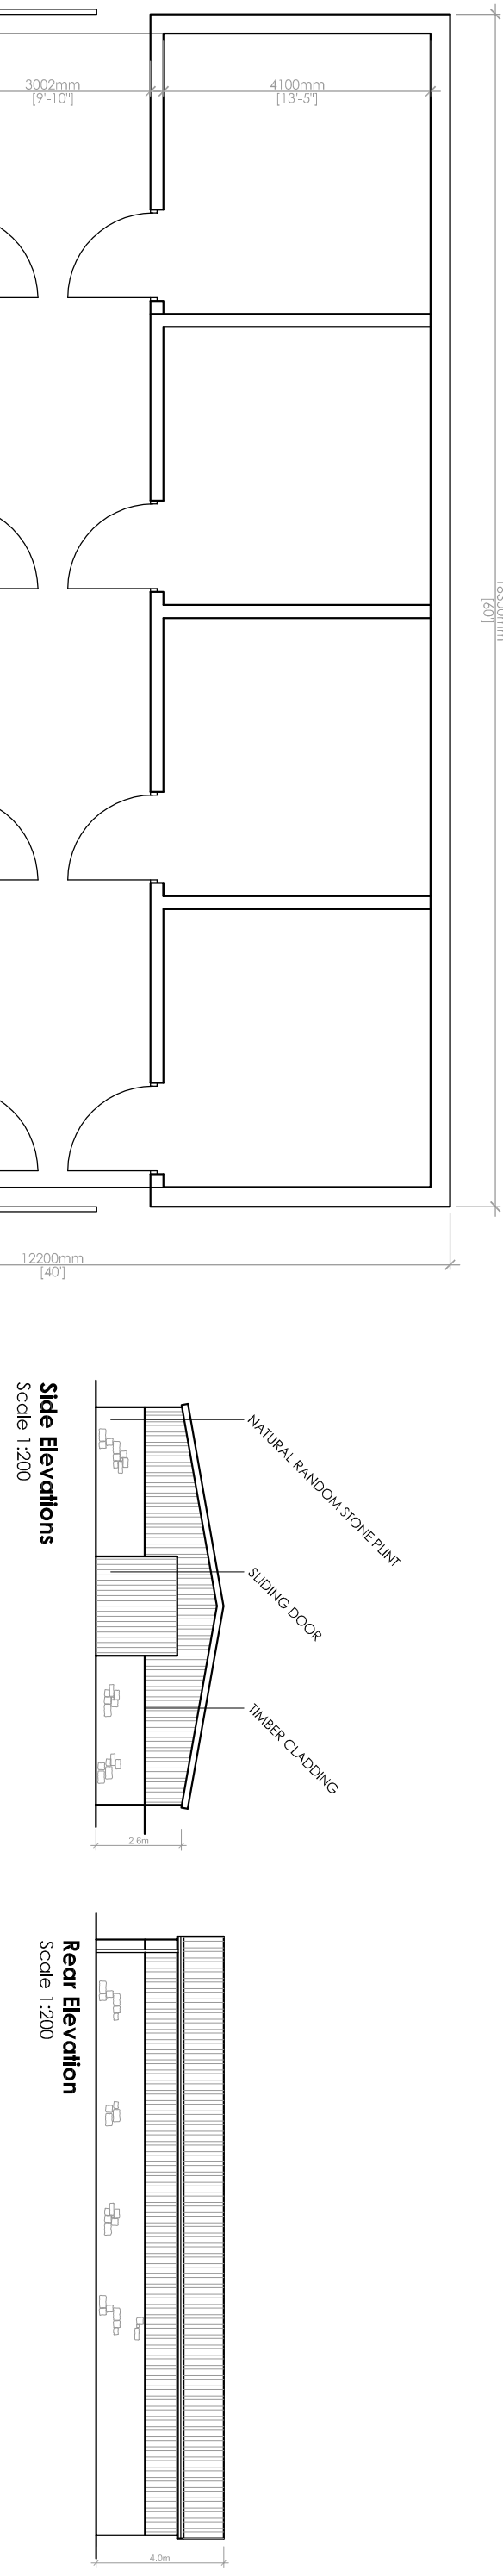 3002mm
[9'-10"]
4100mm
[13'-5"]
[60']
12200mm
[40']
Side Elevations
Scale 1:200
NATURAL RANDOM STONE PLINT
SLIDING DOOR
TIMBER CLADDING
2.6m
Rear Elevation
Scale 1:200
4.0m